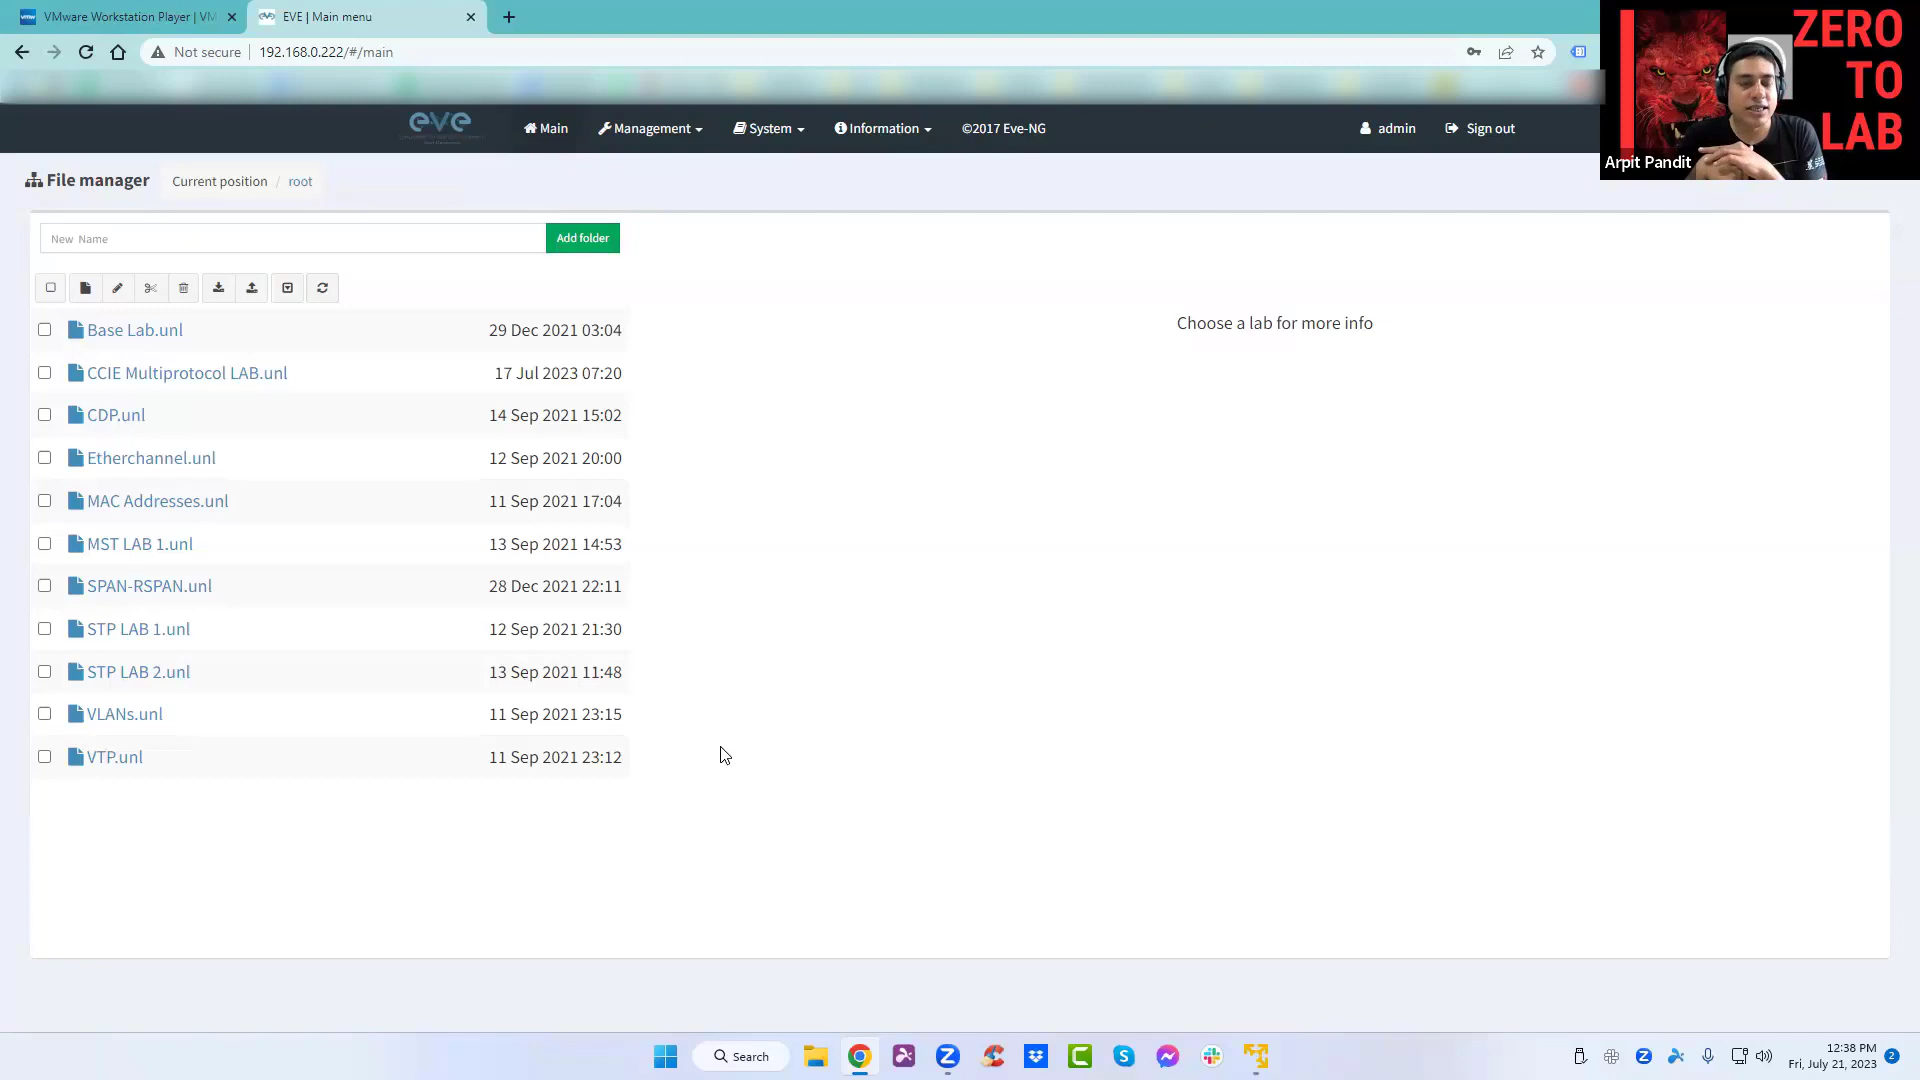 VMware Workstation Player | VM
EVE | Main menu
Not secure
192.168.0.222/#/main
ZERO
TO
LAB
Arpit Pandit
eve
Main
Management
System
Information
©2017 Eve-NG
admin
Sign out
File manager
Current position / root
New Name
Add folder
Choose a lab for more info
Base Lab.unl 29 Dec 2021 03:04
CCIE Multiprotocol LAB.unl 17 Jul 2023 07:20
CDP.unl 14 Sep 2021 15:02
Etherchannel.unl 12 Sep 2021 20:00
MAC Addresses.unl 11 Sep 2021 17:04
MST LAB 1.unl 13 Sep 2021 14:53
SPAN-RSPAN.unl 28 Dec 2021 22:11
STP LAB 1.unl 12 Sep 2021 21:30
STP LAB 2.unl 13 Sep 2021 11:48
VLANs.unl 11 Sep 2021 23:15
VTP.unl 11 Sep 2021 23:12
Search
12:38 PM
Fri, July 21, 2023
2